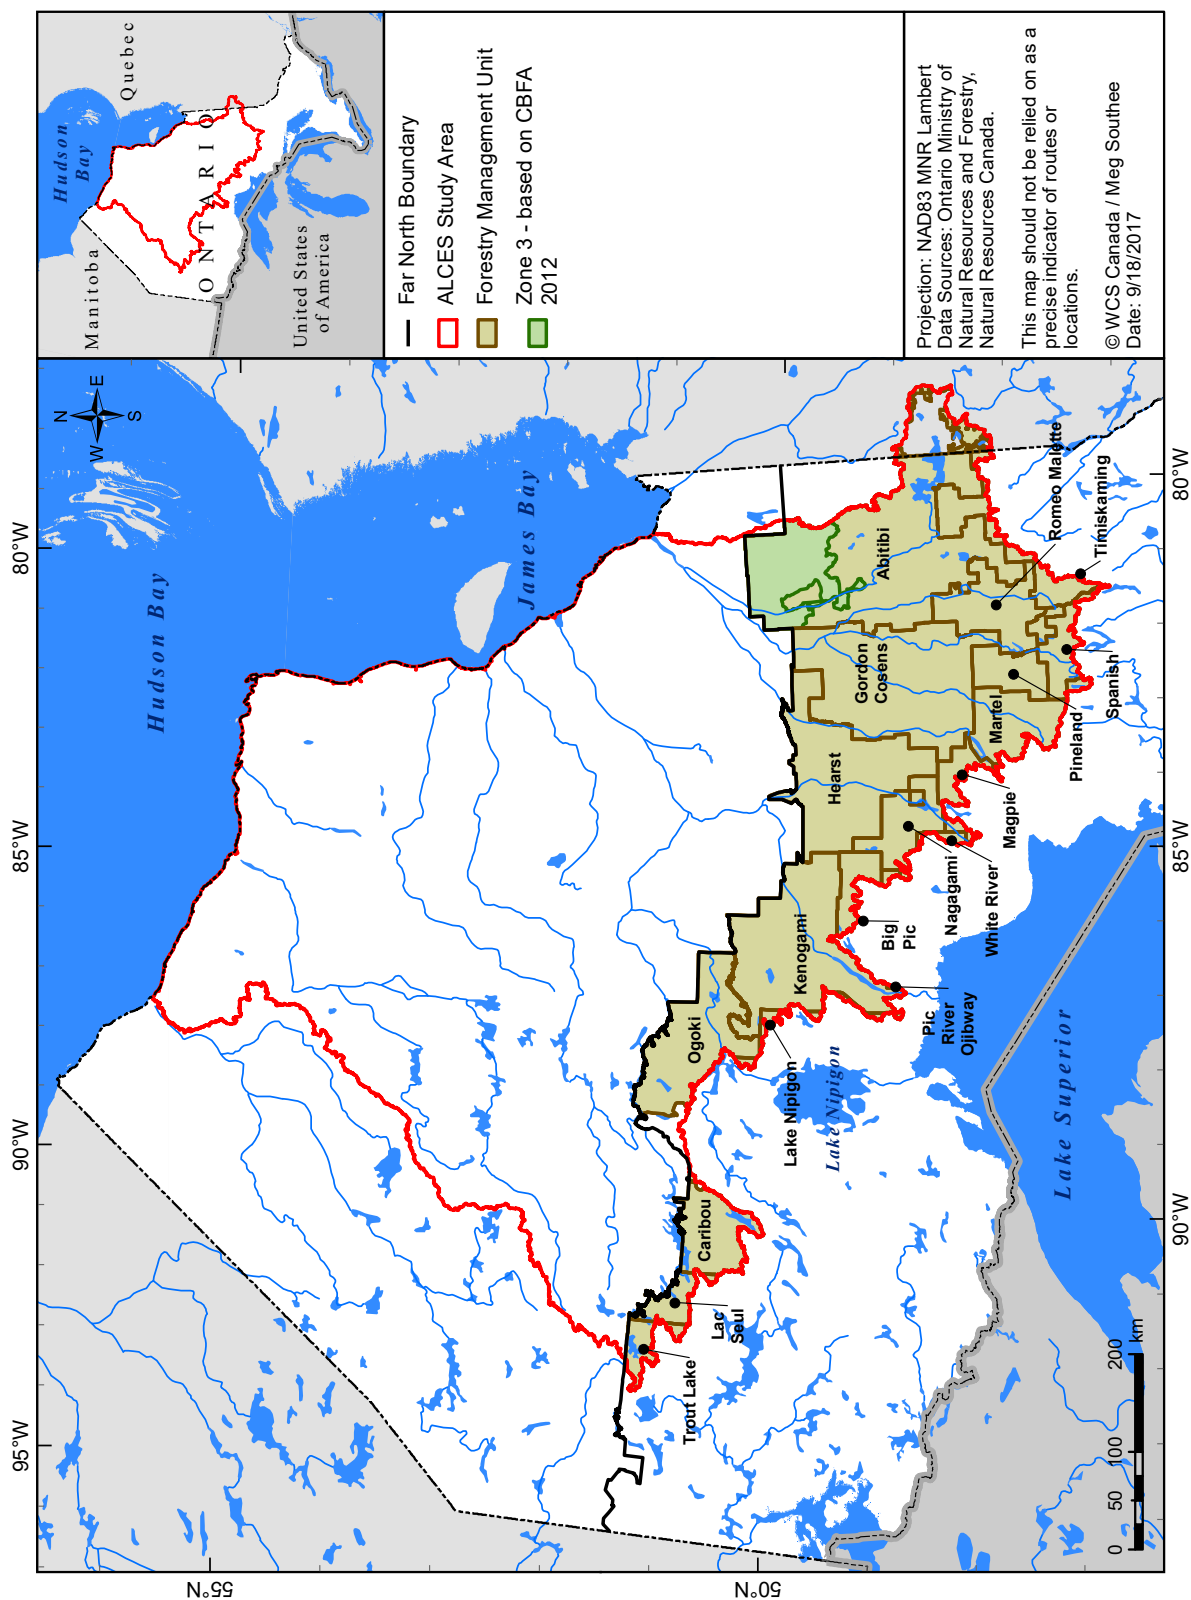 Hudson Bay
James Bay
Lake Superior
Lake Nipigon
N
W
E
S
95°W
90°W
85°W
80°W
90°W
85°W
80°W
55°N
50°N
Trout Lake
Lac
Seul
Caribou
Ogoki
Lake Nipigon
Kenogami
Pic
River
Ojibway
Big
Pic
Nagagami
White River
Magpie
Hearst
Gordon
Cosens
Martel
Pineland
Spanish
Abitibi
Romeo Malette
Timiskaming
0
50
100
200
km
Manitoba
Hudson
Bay
Quebec
ONTARIO
United States
of America
Far North Boundary
ALCES Study Area
Forestry Management Unit
Zone 3 - based on CBFA
2012
Projection: NAD83 MNR Lambert
Data Sources: Ontario Ministry of
Natural Resources and Forestry,
Natural Resources Canada.
This map should not be relied on as a
precise indicator of routes or
locations.
© WCS Canada / Meg Southee
Date: 9/18/2017